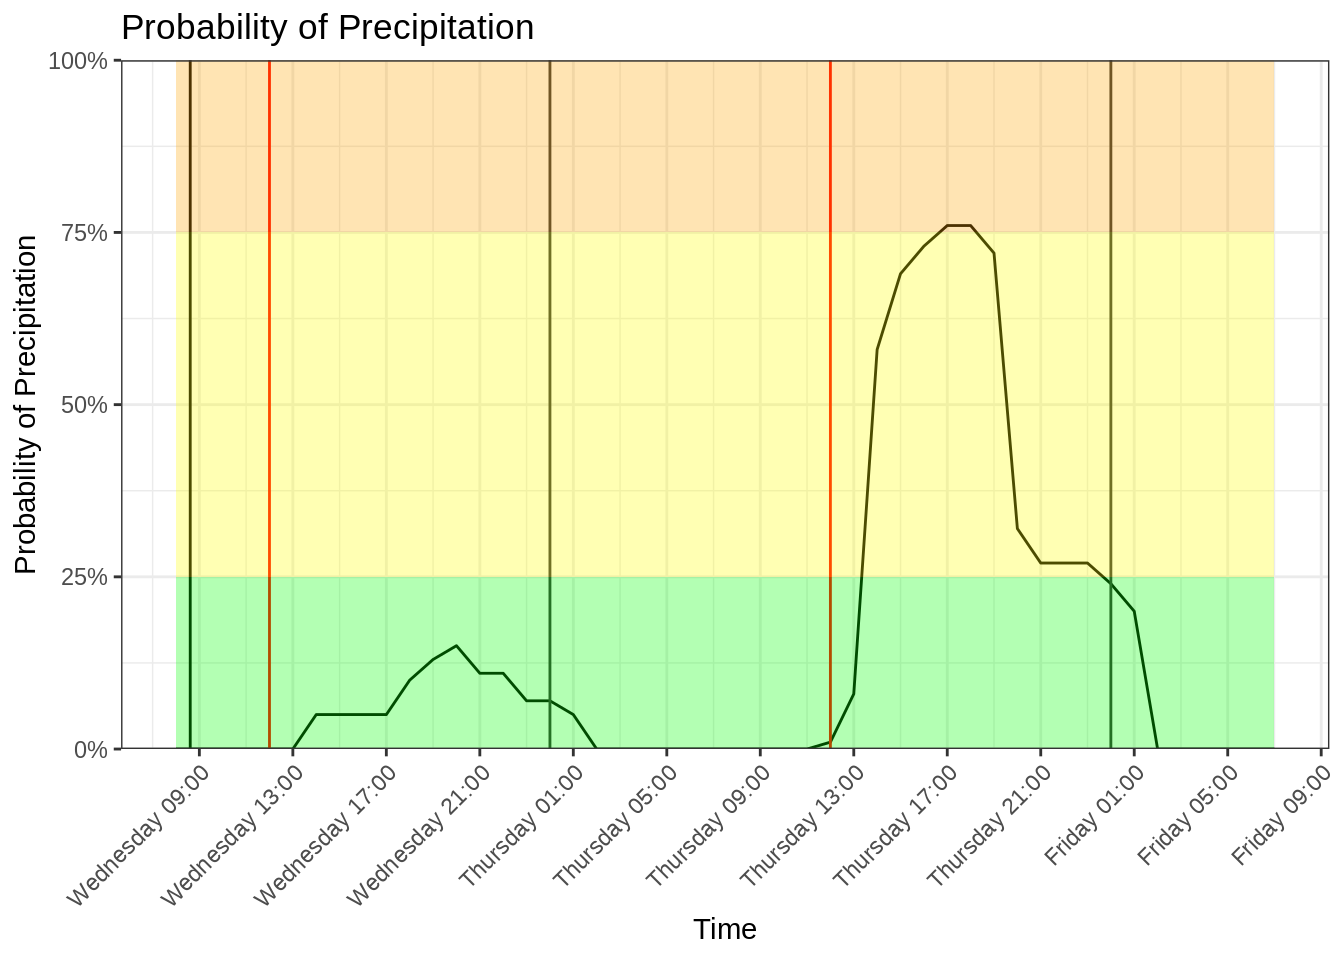 Probability of Precipitation
Probability of Precipitation
100%
75%
50%
25%
0%
Wednesday 09:00
Wednesday 13:00
Wednesday 17:00
Wednesday 21:00
Thursday 01:00
Thursday 05:00
Thursday 09:00
Thursday 13:00
Thursday 17:00
Thursday 21:00
Friday 01:00
Friday 05:00
Friday 09:00
Time